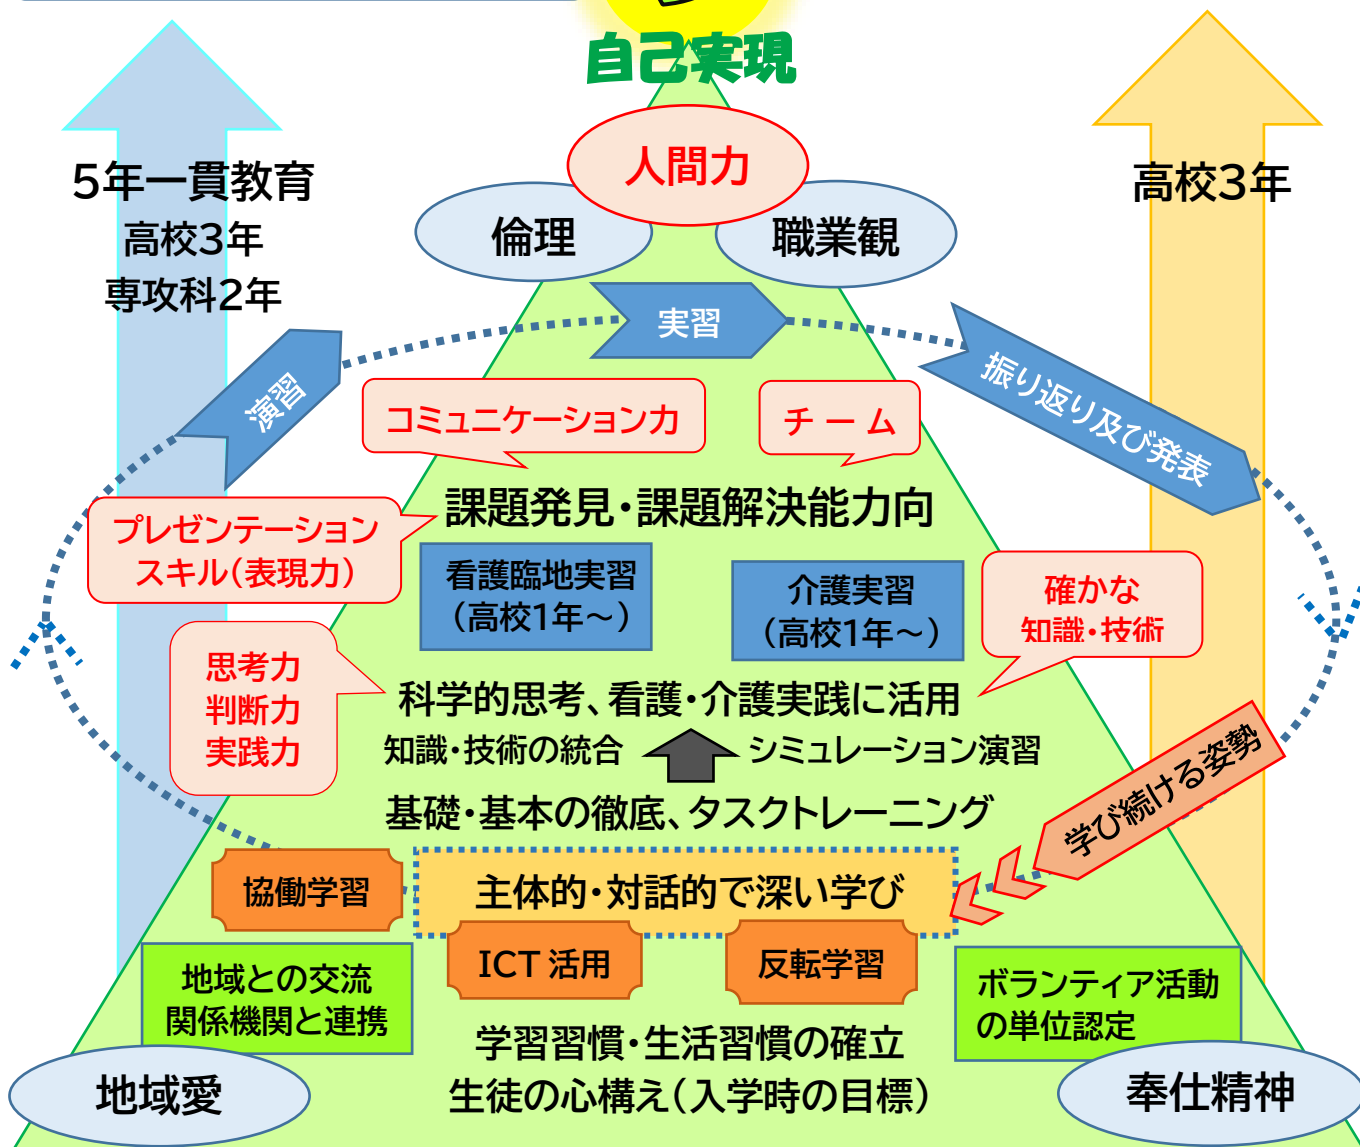 自己実現
人間力
倫理
職業観
5年一貫教育
高校3年
専攻科2年
高校3年
演習
実習
振り返り及び発表
コミュニケーション力
チーム
課題発見・課題解決能力向
プレゼンテーション
スキル(表現力)
看護臨地実習
(高校1年～)
介護実習
(高校1年～)
確かな
知識・技術
思考力
判断力
実践力
科学的思考、看護・介護実践に活用
知識・技術の統合
シミュレーション演習
基礎・基本の徹底、タスクトレーニング
学び続ける姿勢
協働学習
主体的・対話的で深い学び
ICT 活用
反転学習
地域との交流
関係機関と連携
ボランティア活動
の単位認定
学習習慣・生活習慣の確立
生徒の心構え(入学時の目標)
地域愛
奉仕精神